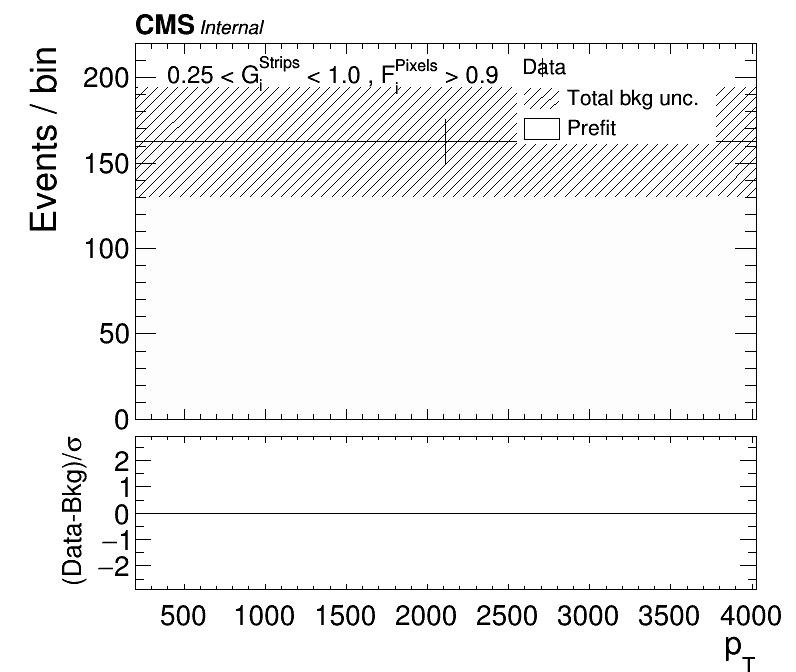 CMS Internal
Events / bin
0.25 < G_i^Strips < 1.0 , F_i^Pixels > 0.9
Data
Total bkg unc.
Prefit
200
150
100
50
0
(Data-Bkg)/σ
2
1
0
−1
−2
500 1000 1500 2000 2500 3000 3500 4000
p_T